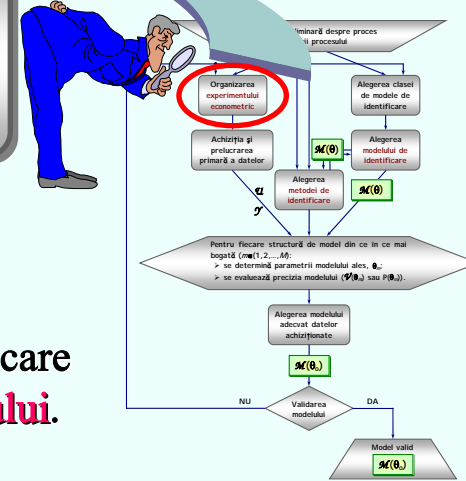 liminară despre proces
ii procesului
Organizarea
experimentului
econometric
Alegerea clasei
de modele de
identificare
Achiziţia şi
prelucrarea
primară a datelor
Alegerea
modelului de
identificare
M(θ)
Alegerea
metodei de
identificare
M(θ)
U
Y
Pentru fiecare structură de model din ce în ce mai
bogată (m∈{1,2,...,M}):
➢ se determină parametrii modelului ales, θₘ;
➢ se evaluează precizia modelului (V(θₘ) sau P(θₘ)).
Alegerea modelului
adecvat datelor
achiziţionate
care
M(θ₀)
lui.
NU
Validarea
modelului
DA
Model valid
M(θ₀)